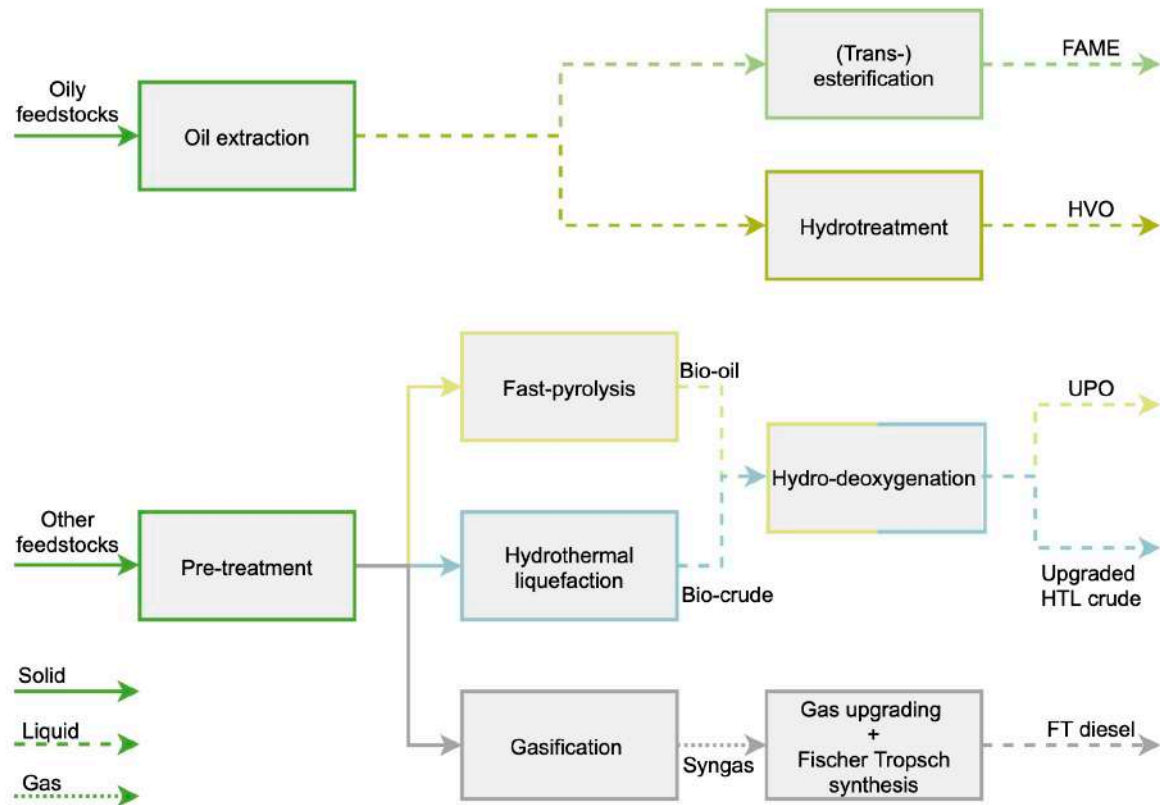 Oily
feedstocks
Oil extraction
(Trans-)
esterification
FAME
Hydrotreatment
HVO
Fast-pyrolysis
Bio-oil
Hydro-deoxygenation
UPO
Other
feedstocks
Pre-treatment
Hydrothermal
liquefaction
Bio-crude
Upgraded
HTL crude
Solid
Liquid
Gas
Gasification
Syngas
Gas upgrading
+
Fischer Tropsch
synthesis
FT diesel